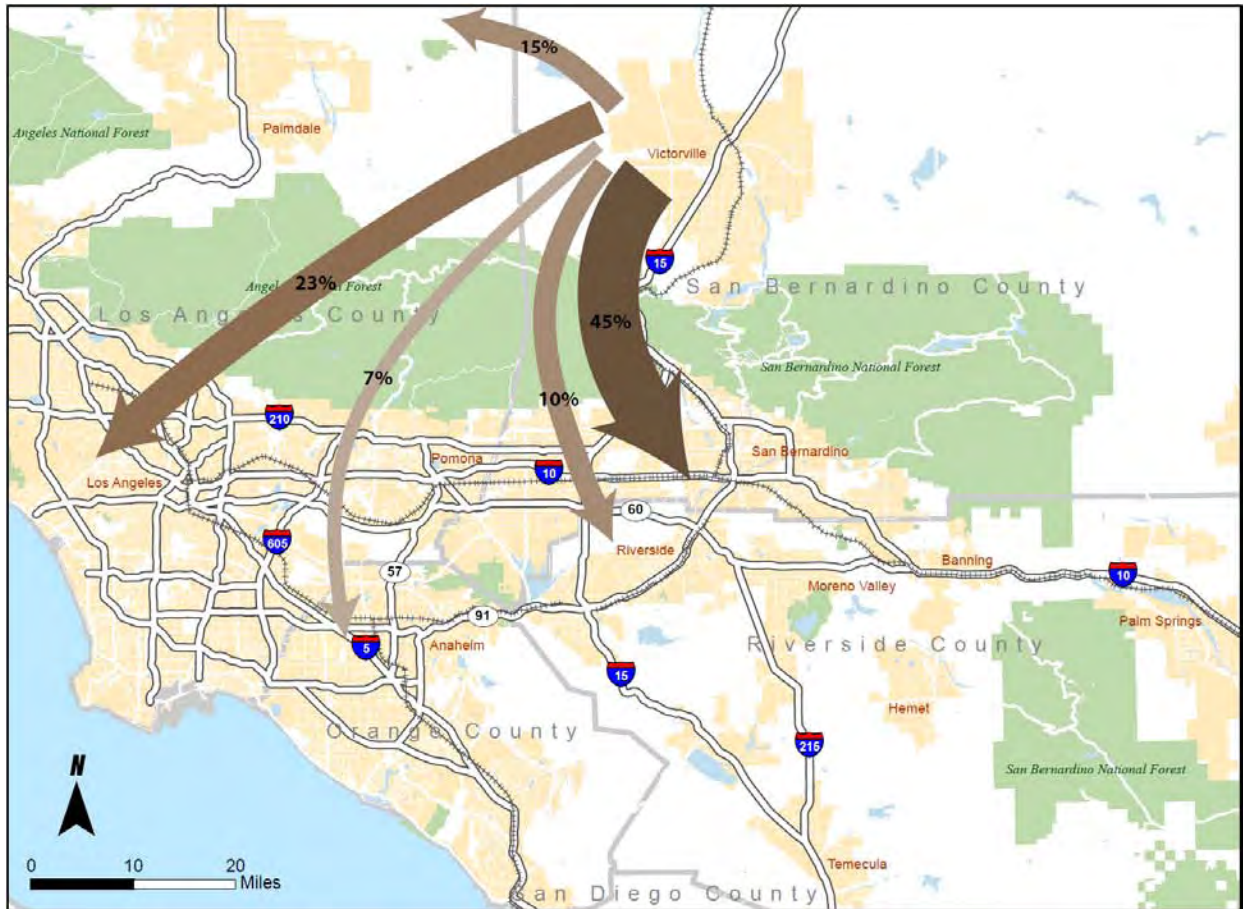 15%
Angeles National Forest
Palmdale
Victorville
15
San Bernardino County
23%
Angeles National Forest
Los Angeles County
45%
San Bernardino National Forest
7%
10%
210
Pomona
10
San Bernardino
Los Angeles
60
605
Riverside
57
Banning
10
Moreno Valley
91
Palm Springs
5
Anaheim
Riverside County
15
Hemet
Orange County
215
San Bernardino National Forest
N
0 10 20
Miles
Temecula
San Diego County